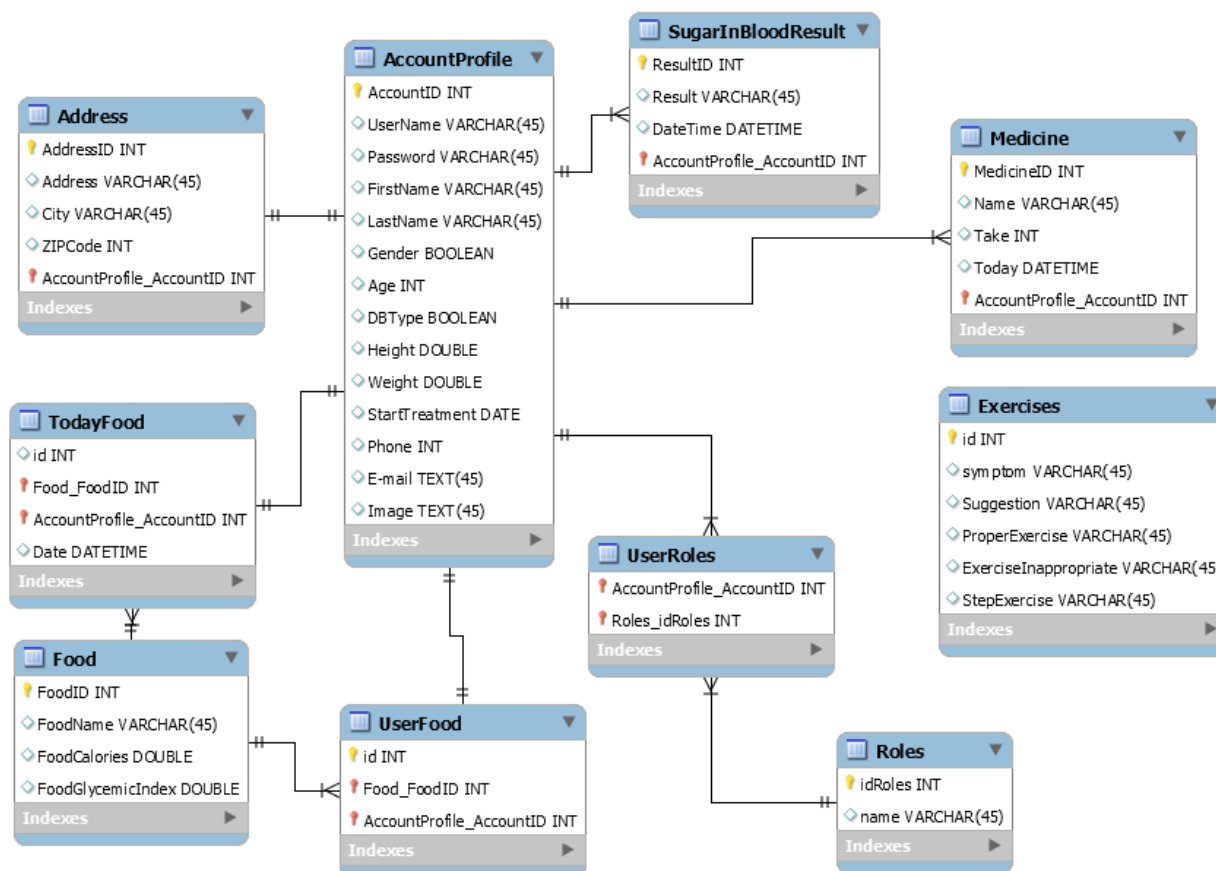 Address
AddressID INT
Address VARCHAR(45)
City VARCHAR(45)
ZIPCode INT
AccountProfile_AccountID INT
Indexes
AccountProfile
AccountID INT
UserName VARCHAR(45)
Password VARCHAR(45)
FirstName VARCHAR(45)
LastName VARCHAR(45)
Gender BOOLEAN
Age INT
DBType BOOLEAN
Height DOUBLE
Weight DOUBLE
StartTreatment DATE
Phone INT
E-mail TEXT(45)
Image TEXT(45)
Indexes
SugarInBloodResult
ResultID INT
Result VARCHAR(45)
DateTime DATETIME
AccountProfile_AccountID INT
Indexes
Medicine
MedicineID INT
Name VARCHAR(45)
Take INT
Today DATETIME
AccountProfile_AccountID INT
Indexes
TodayFood
id INT
Food_FoodID INT
AccountProfile_AccountID INT
Date DATETIME
Indexes
Exercises
id INT
symptom VARCHAR(45)
Suggestion VARCHAR(45)
ProperExercise VARCHAR(45)
ExerciseInappropriate VARCHAR(45
StepExercise VARCHAR(45)
Indexes
UserRoles
AccountProfile_AccountID INT
Roles_idRoles INT
Indexes
Food
FoodID INT
FoodName VARCHAR(45)
FoodCalories DOUBLE
FoodGlycemicIndex DOUBLE
Indexes
UserFood
id INT
Food_FoodID INT
AccountProfile_AccountID INT
Indexes
Roles
idRoles INT
name VARCHAR(45)
Indexes